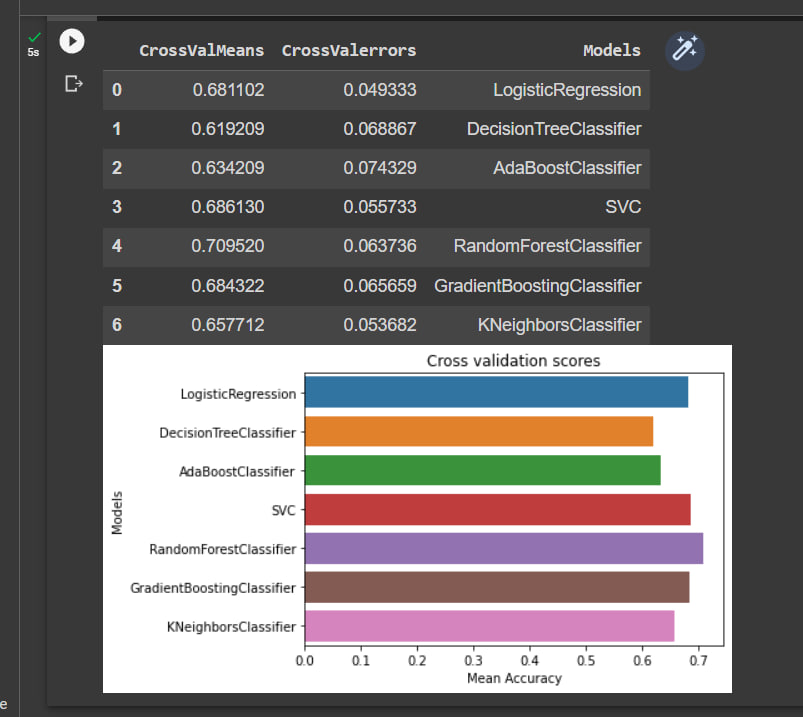 5s
CrossValMeans CrossValerrors Models
0 0.681102 0.049333 LogisticRegression
1 0.619209 0.068867 DecisionTreeClassifier
2 0.634209 0.074329 AdaBoostClassifier
3 0.686130 0.055733 SVC
4 0.709520 0.063736 RandomForestClassifier
5 0.684322 0.065659 GradientBoostingClassifier
6 0.657712 0.053682 KNeighborsClassifier
Cross validation scores
LogisticRegression
DecisionTreeClassifier
AdaBoostClassifier
SVC
RandomForestClassifier
GradientBoostingClassifier
KNeighborsClassifier
Models
0.0 0.1 0.2 0.3 0.4 0.5 0.6 0.7
Mean Accuracy
e